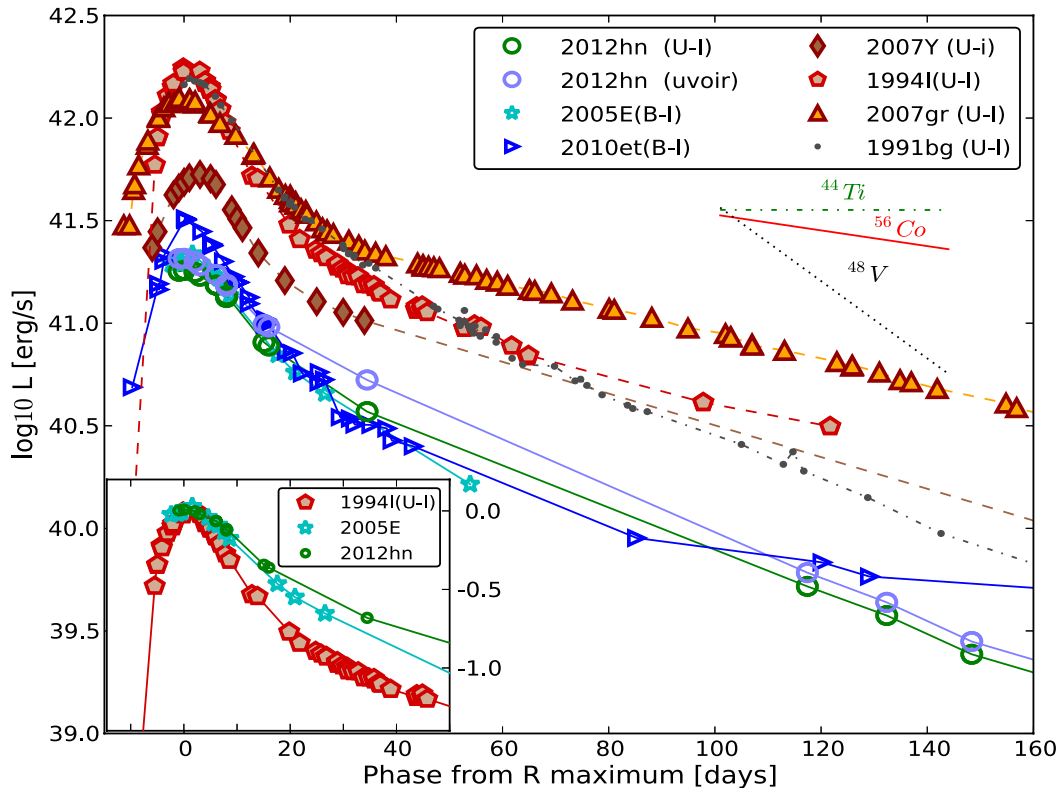 42.5
42.0
41.5
41.0
40.5
40.0
39.5
39.0
log10 L [erg/s]
2012hn (U-I)
2012hn (uvoir)
2005E(B-I)
2010et(B-I)
2007Y (U-i)
1994I(U-I)
2007gr (U-I)
1991bg (U-I)
44Ti
56Co
48V
1994I(U-I)
2005E
2012hn
0.0
-0.5
-1.0
0 20 40 60 80 100 120 140 160
Phase from R maximum [days]